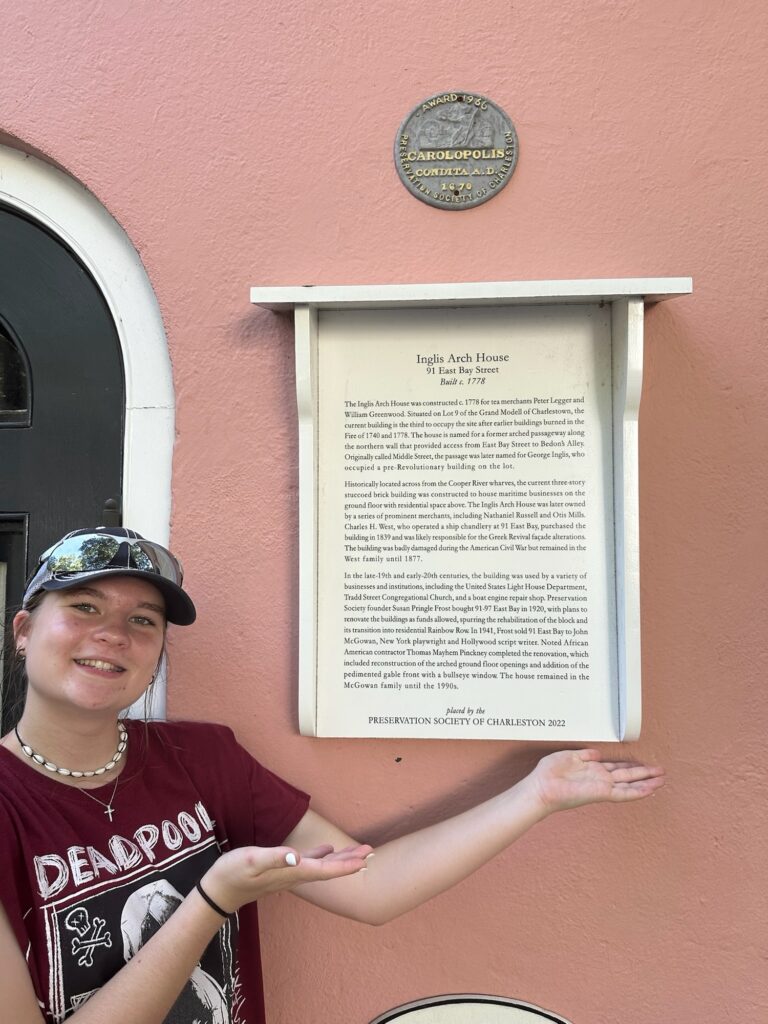 AWARD 1966
CAROLOPOLIS
CONDITA A.D.
1670
PRESERVATION SOCIETY OF CHARLESTON
Inglis Arch House
91 East Bay Street
Built c. 1778
The Inglis Arch House was constructed c. 1778 for tea merchants Peter Legger and
William Greenwood. Situated on Lot 9 of the Grand Modell of Charlestown, the
current building is the third to occupy the site after earlier buildings burned in the
Fire of 1740 and 1778. The house is named for a former arched passageway along
the northern wall that provided access from East Bay Street to Bedon's Alley.
Originally called Middle Street, the passage was later named for George Inglis, who
occupied a pre-Revolutionary building on the lot.
Historically located across from the Cooper River wharves, the current three-story
stuccoed brick building was constructed to house maritime businesses on the
ground floor with residential space above. The Inglis Arch House was later owned
by a series of prominent merchants, including Nathaniel Russell and Otis Mills.
Charles H. West, who operated a ship chandlery at 91 East Bay, purchased the
building in 1839 and was likely responsible for the Greek Revival façade alterations.
The building was badly damaged during the American Civil War but remained in the
West family until 1877.
In the late-19th and early-20th centuries, the building was used by a variety of
businesses and institutions, including the United States Light House Department,
Tradd Street Congregational Church, and a boat engine repair shop. Preservation
Society founder Susan Pringle Frost bought 91-97 East Bay in 1920, with plans to
renovate the buildings as funds allowed, spurring the rehabilitation of the block and
its transition into residential Rainbow Row. In 1941, Frost sold 91 East Bay to John
McGowan, New York playwright and Hollywood script writer. Noted African
American contractor Thomas Mayhem Pinckney completed the renovation, which
included reconstruction of the arched ground floor openings and addition of the
pedimented gable front with a bullseye window. The house remained in the
McGowan family until the 1990s.
placed by the
PRESERVATION SOCIETY OF CHARLESTON 2022
DEADPOOL